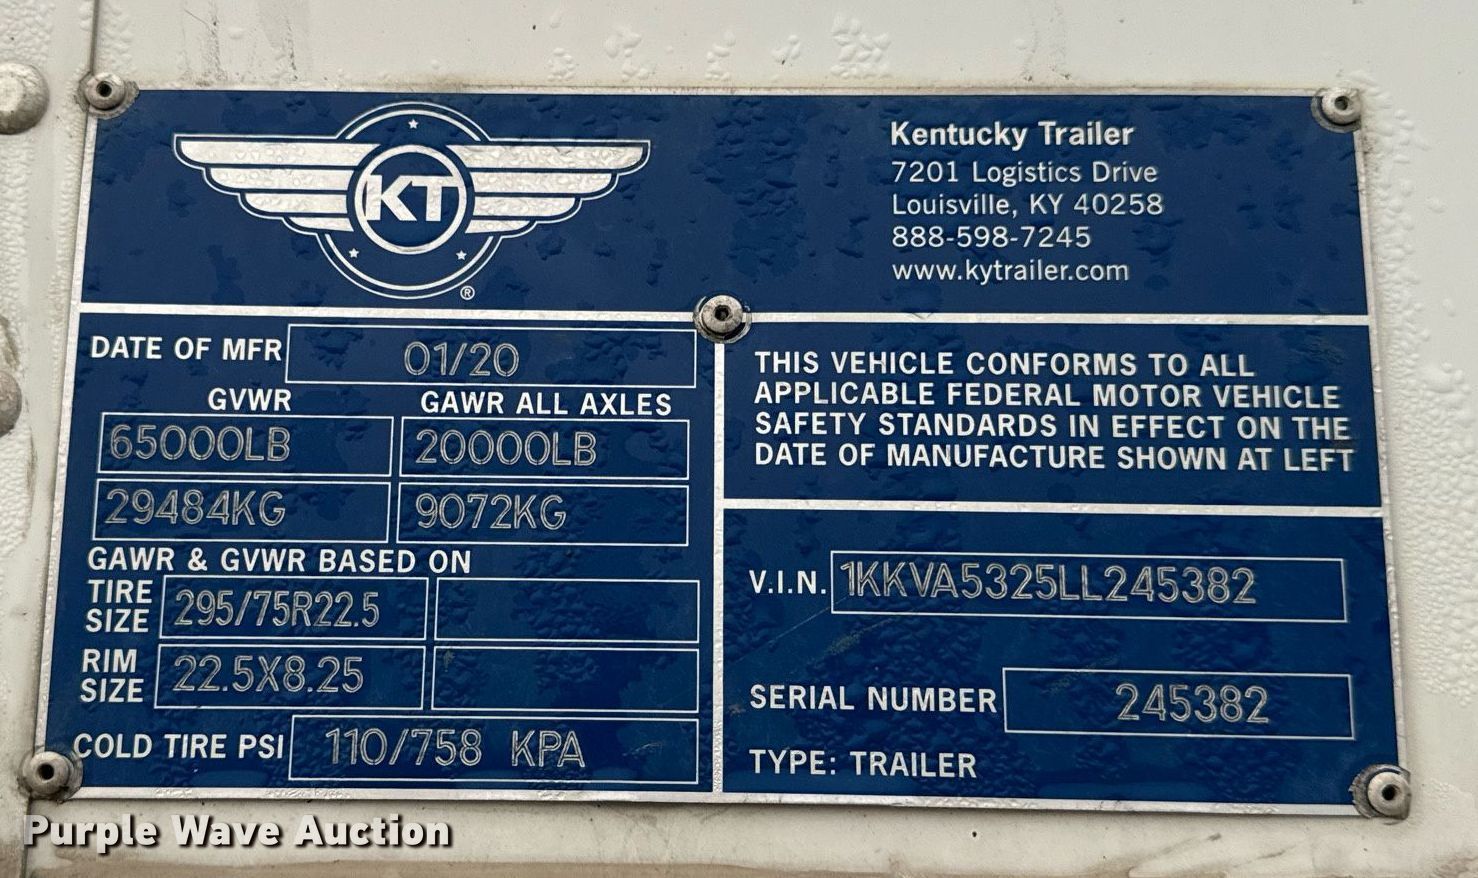 KT
®
Kentucky Trailer
7201 Logistics Drive
Louisville, KY 40258
888-598-7245
www.kytrailer.com
DATE OF MFR 01/20
GVWR GAWR ALL AXLES
65000LB 20000LB
29484KG 9072KG
GAWR & GVWR BASED ON
TIRE SIZE 295/75R22.5
RIM SIZE 22.5X8.25
COLD TIRE PSI 110/758 KPA
THIS VEHICLE CONFORMS TO ALL
APPLICABLE FEDERAL MOTOR VEHICLE
SAFETY STANDARDS IN EFFECT ON THE
DATE OF MANUFACTURE SHOWN AT LEFT
V.I.N. 1KKVA5325LL245382
SERIAL NUMBER 245382
TYPE: TRAILER
Purple Wave Auction